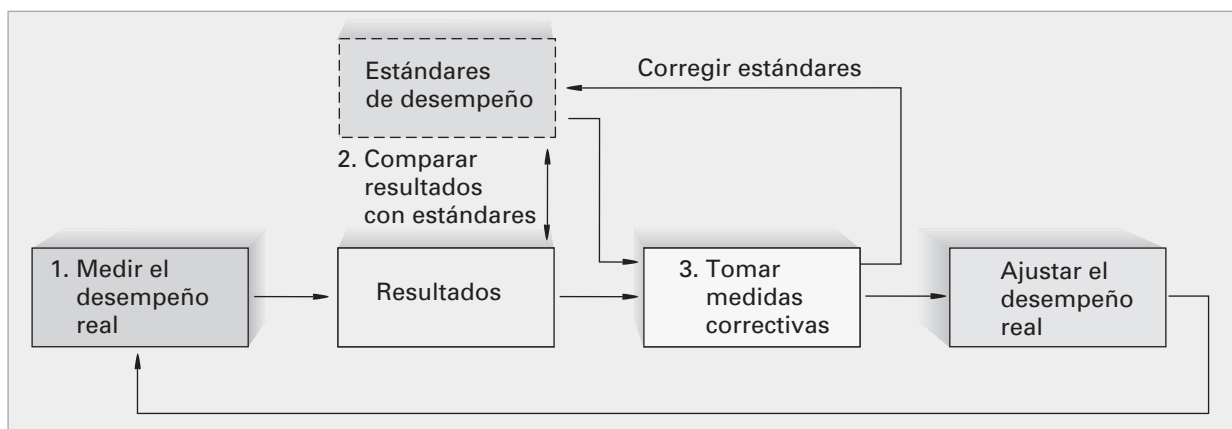 Estándares
de desempeño
Corregir estándares
2. Comparar
resultados
con estándares
1. Medir el
desempeño
real
Resultados
3. Tomar
medidas
correctivas
Ajustar el
desempeño
real